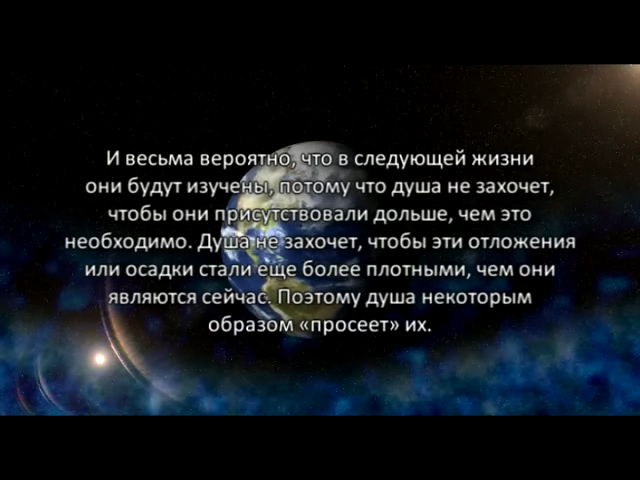 И весьма вероятно, что в следующей жизни
они будут изучены, потому что душа не захочет,
чтобы они присутствовали дольше, чем это
необходимо. Душа не захочет, чтобы эти отложения
или осадки стали еще более плотными, чем они
являются сейчас. Поэтому душа некоторым
образом «просеет» их.